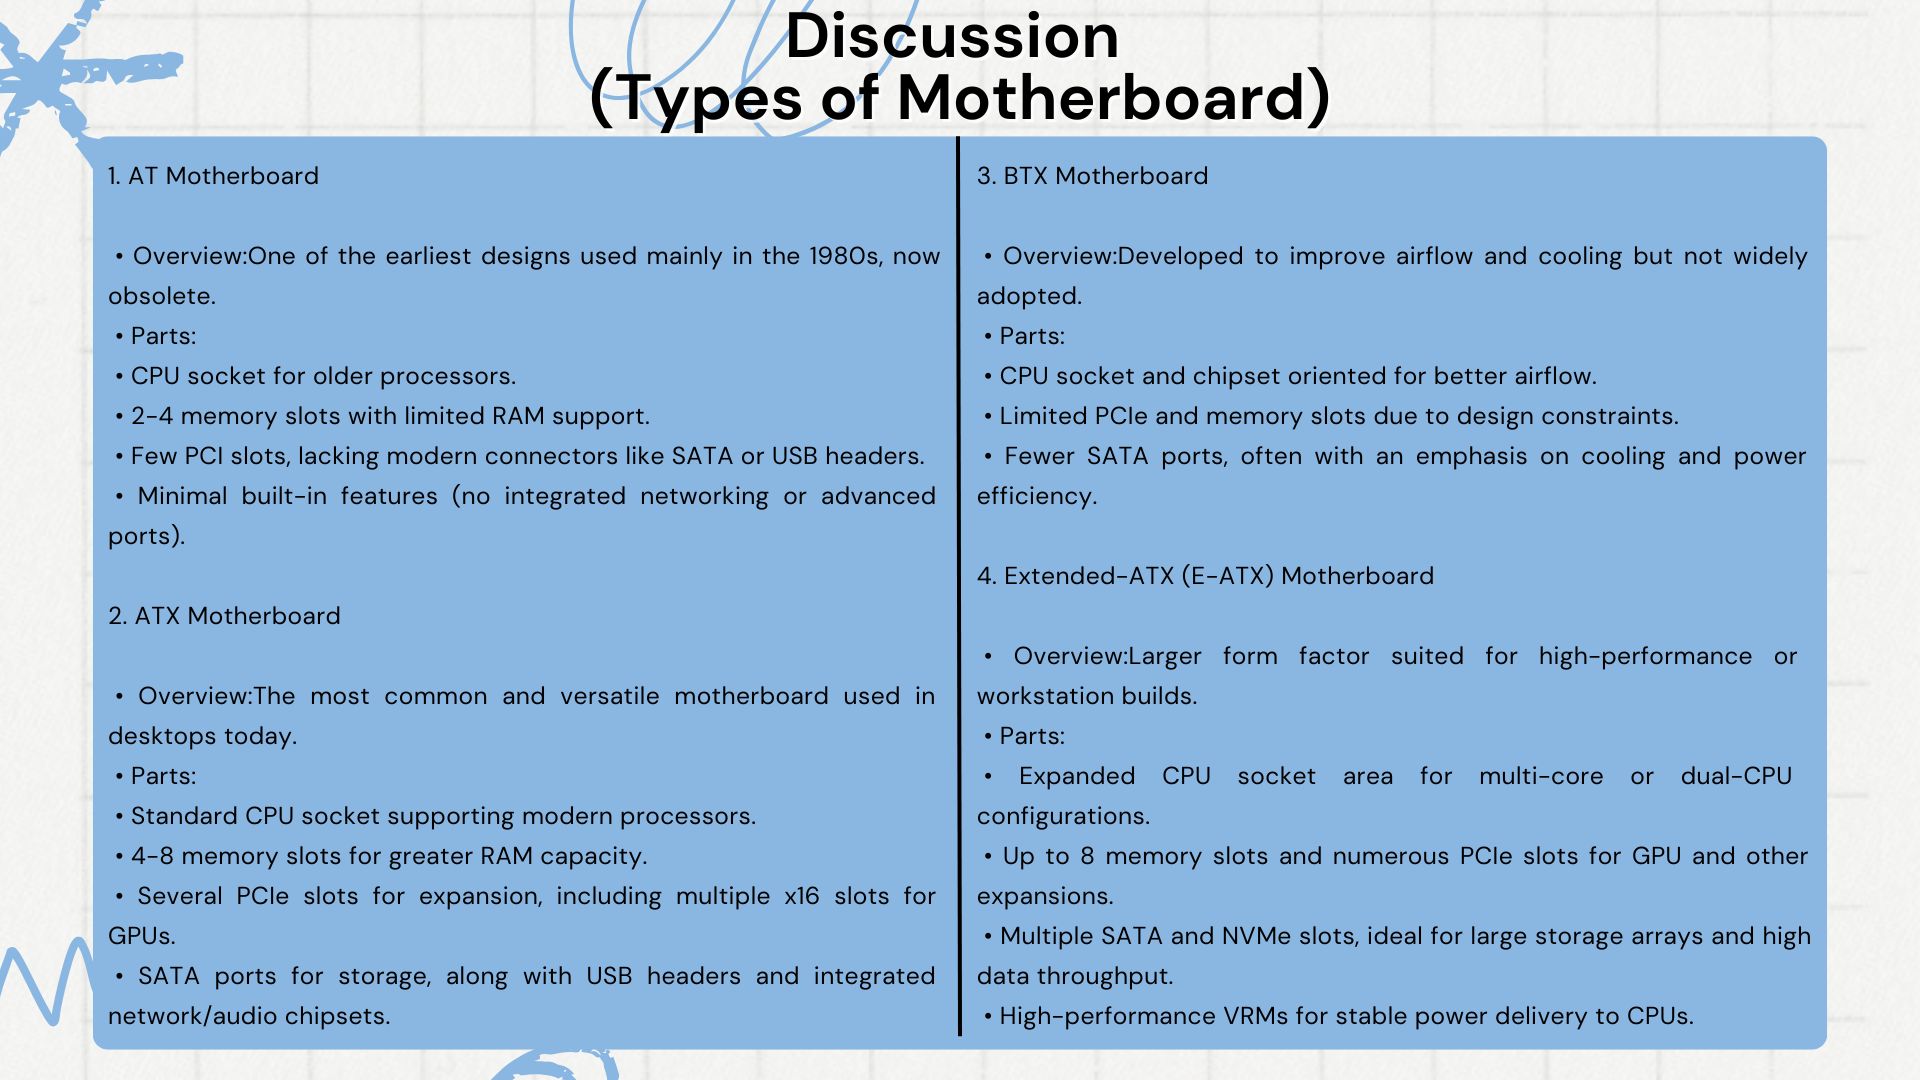 Discussion
(Types of Motherboard)
1. AT Motherboard
• Overview:One of the earliest designs used mainly in the 1980s, now
obsolete.
• Parts:
• CPU socket for older processors.
• 2-4 memory slots with limited RAM support.
• Few PCI slots, lacking modern connectors like SATA or USB headers.
• Minimal built-in features (no integrated networking or advanced
ports).
2. ATX Motherboard
• Overview:The most common and versatile motherboard used in
desktops today.
• Parts:
• Standard CPU socket supporting modern processors.
• 4-8 memory slots for greater RAM capacity.
• Several PCIe slots for expansion, including multiple x16 slots for
GPUs.
• SATA ports for storage, along with USB headers and integrated
network/audio chipsets.
3. BTX Motherboard
• Overview:Developed to improve airflow and cooling but not widely
adopted.
• Parts:
• CPU socket and chipset oriented for better airflow.
• Limited PCIe and memory slots due to design constraints.
• Fewer SATA ports, often with an emphasis on cooling and power
efficiency.
4. Extended-ATX (E-ATX) Motherboard
• Overview:Larger form factor suited for high-performance or
workstation builds.
• Parts:
• Expanded CPU socket area for multi-core or dual-CPU
configurations.
• Up to 8 memory slots and numerous PCIe slots for GPU and other
expansions.
• Multiple SATA and NVMe slots, ideal for large storage arrays and high
data throughput.
• High-performance VRMs for stable power delivery to CPUs.